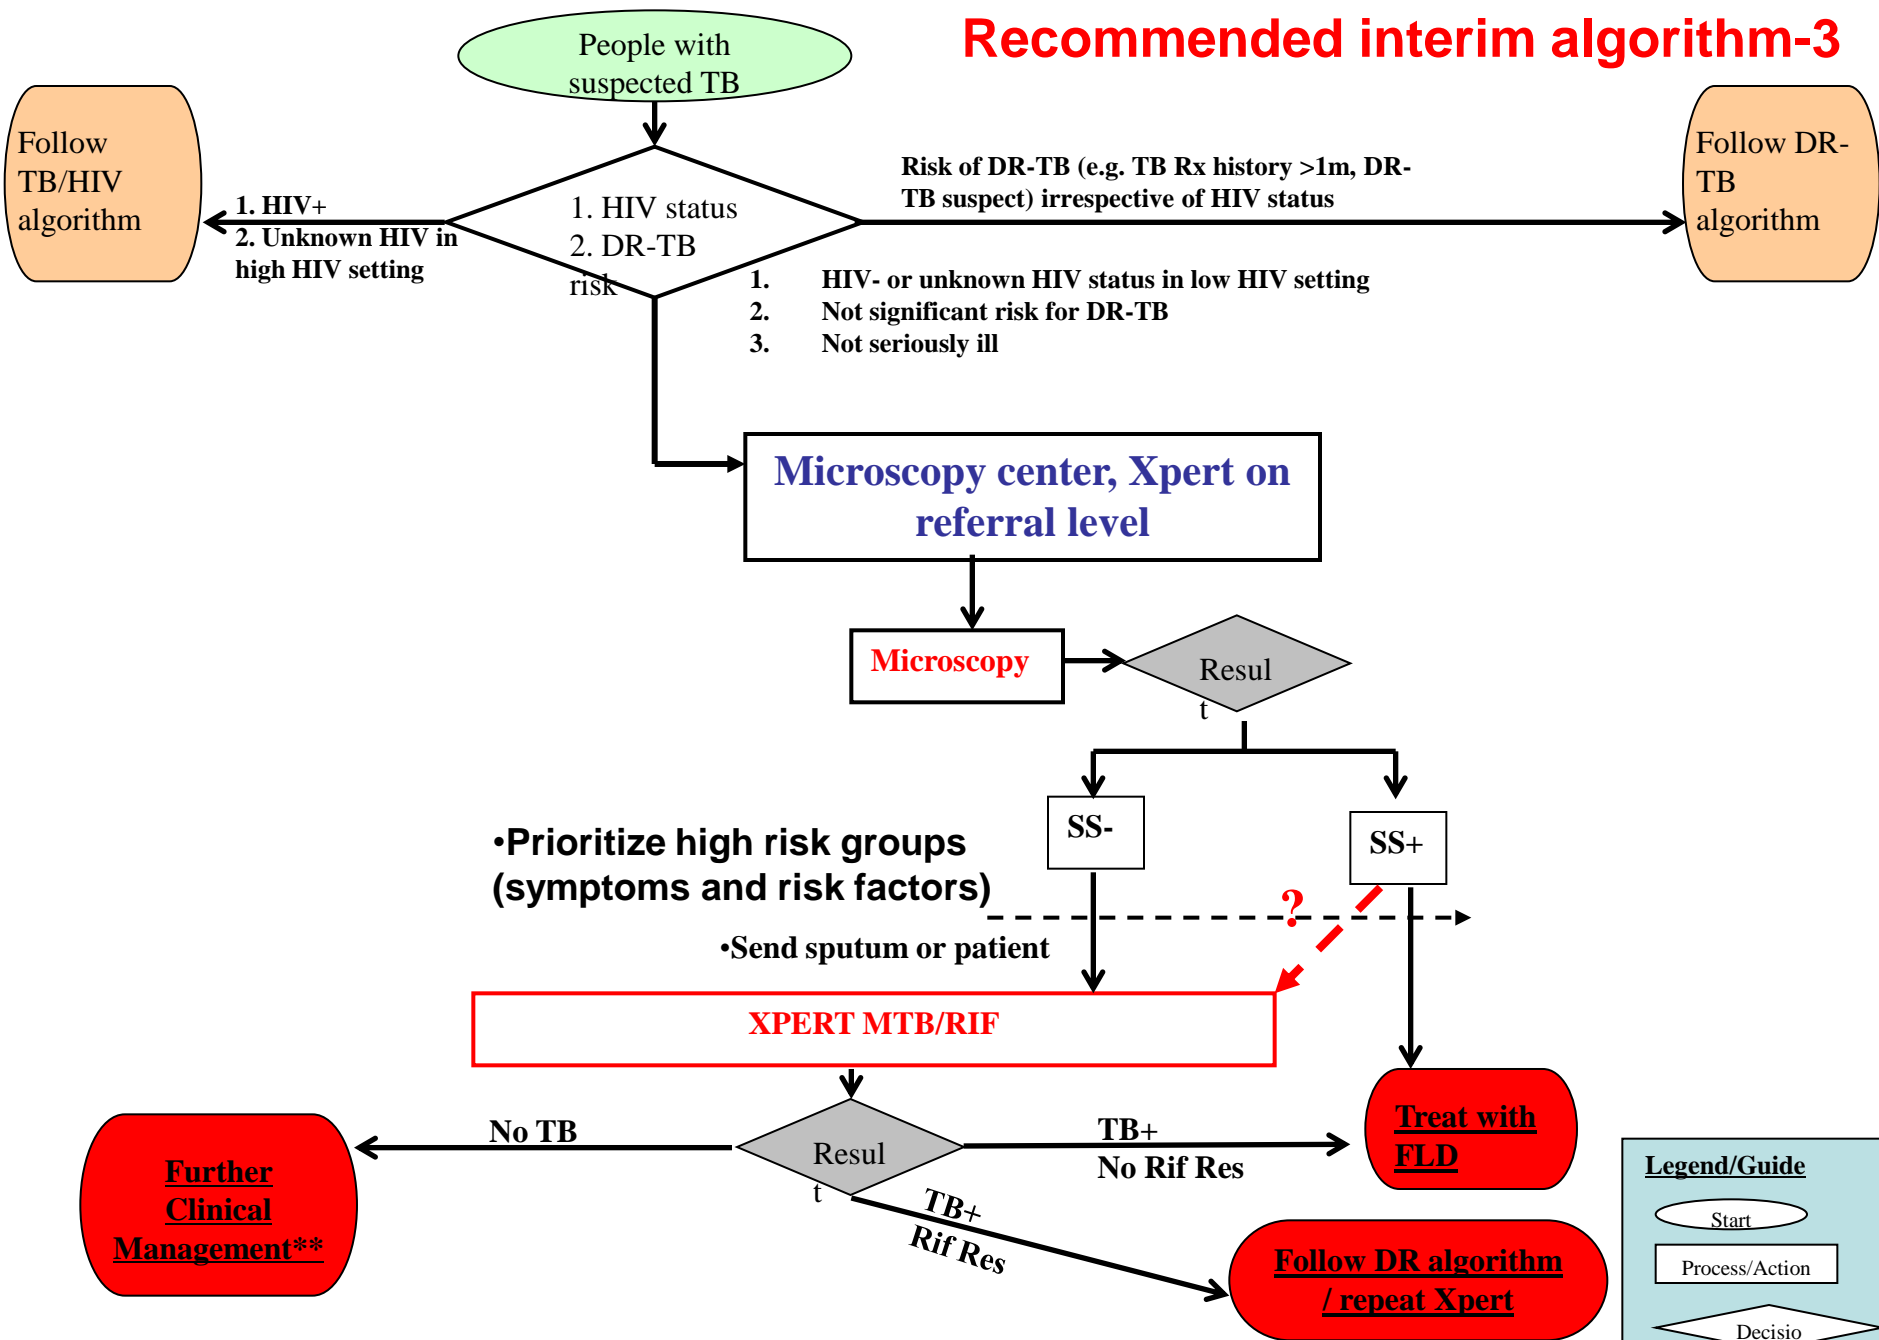 Recommended interim algorithm-3
People with
suspected TB
Follow
TB/HIV
algorithm
1. HIV+
2. Unknown HIV in
high HIV setting
1. HIV status
2. DR-TB
risk
Risk of DR-TB (e.g. TB Rx history >1m, DR-
TB suspect) irrespective of HIV status
Follow DR-
TB
algorithm
1. HIV- or unknown HIV status in low HIV setting
2. Not significant risk for DR-TB
3. Not seriously ill
Microscopy center, Xpert on
referral level
Microscopy
Resul
t
SS-
SS+
•Prioritize high risk groups
(symptoms and risk factors)
?
•Send sputum or patient
XPERT MTB/RIF
No TB
Resul
t
TB+
No Rif Res
TB+
Rif Res
Treat with
FLD
Further
Clinical
Management**
Follow DR algorithm
/ repeat Xpert
Legend/Guide
Start
Process/Action
Decisio